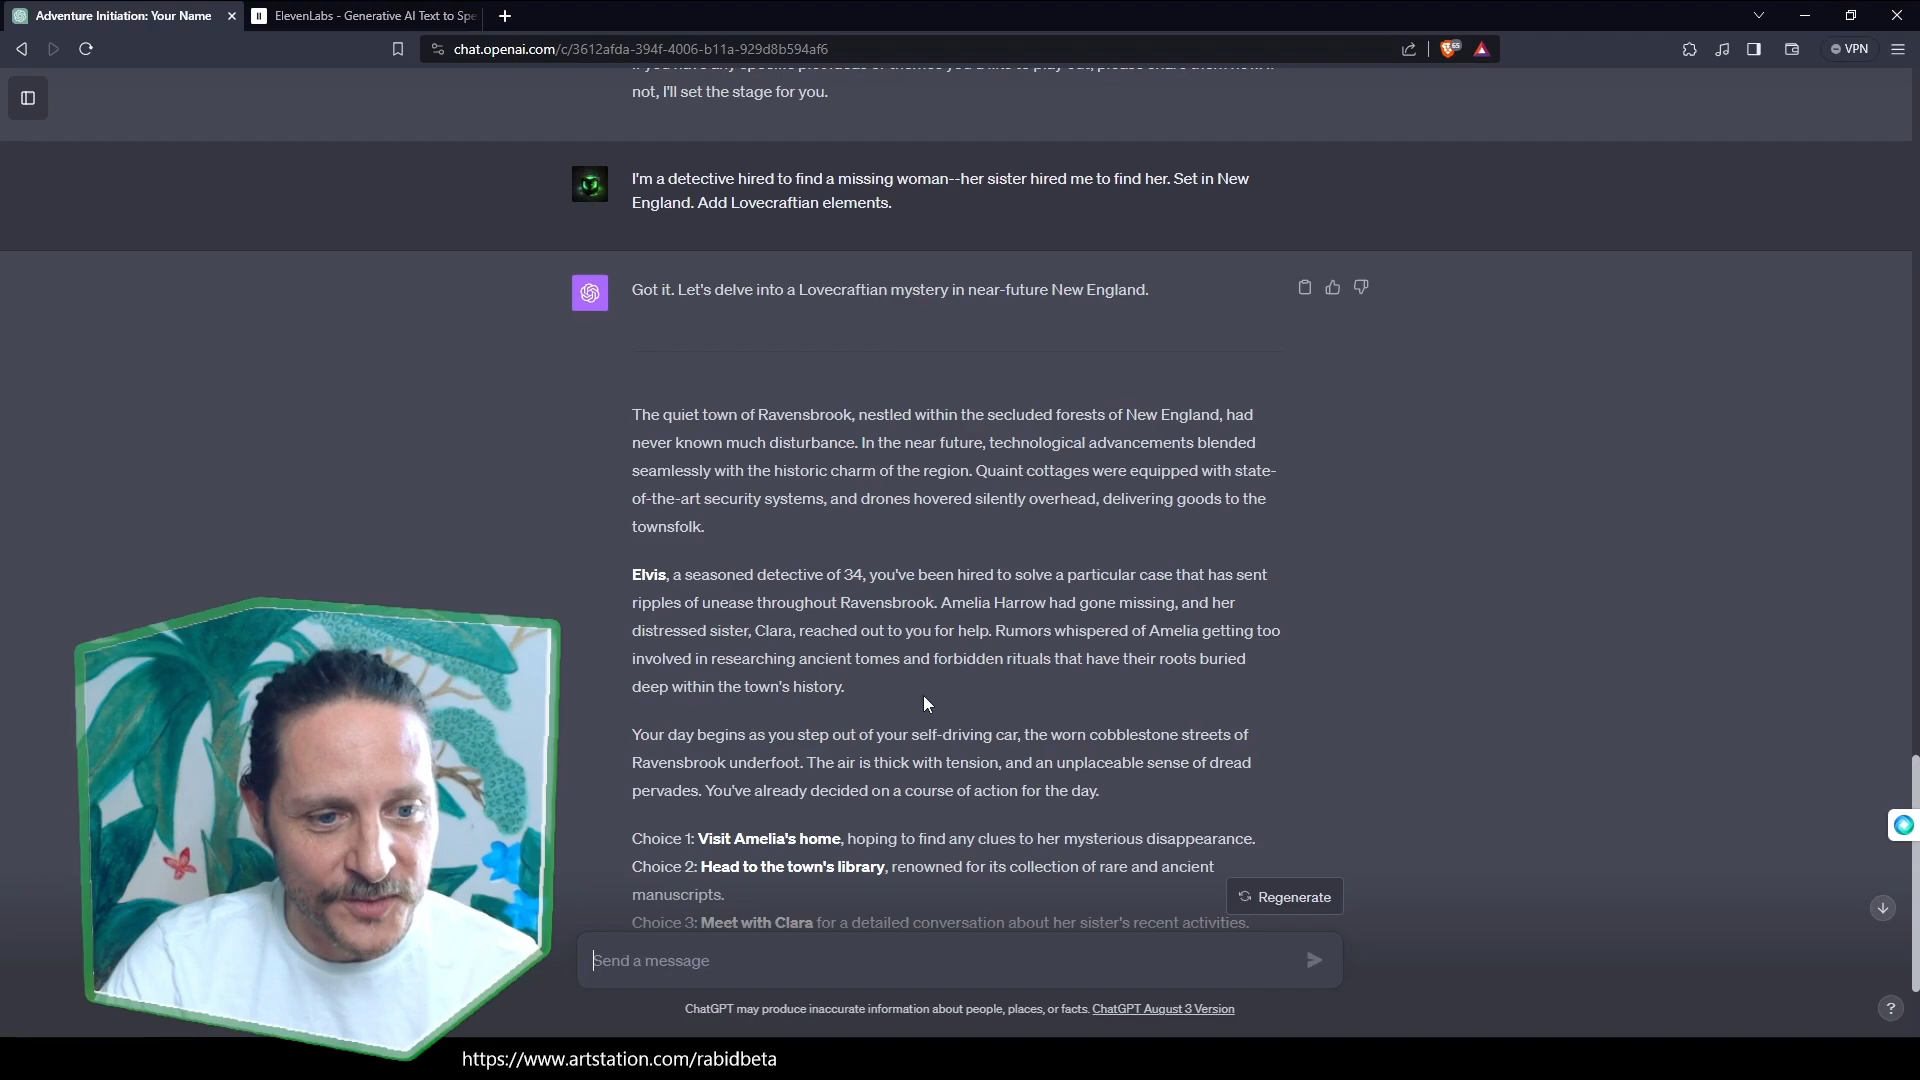 Adventure Initiation: Your Name
ElevenLabs - Generative AI Text to Spe
chat.openai.com/c/3612afda-394f-4006-b11a-929d8b594af6
65
VPN
not, I'll set the stage for you.
I'm a detective hired to find a missing woman--her sister hired me to find her. Set in New
England. Add Lovecraftian elements.
Got it. Let's delve into a Lovecraftian mystery in near-future New England.
The quiet town of Ravensbrook, nestled within the secluded forests of New England, had
never known much disturbance. In the near future, technological advancements blended
seamlessly with the historic charm of the region. Quaint cottages were equipped with state-
of-the-art security systems, and drones hovered silently overhead, delivering goods to the
townsfolk.
Elvis, a seasoned detective of 34, you've been hired to solve a particular case that has sent
ripples of unease throughout Ravensbrook. Amelia Harrow had gone missing, and her
distressed sister, Clara, reached out to you for help. Rumors whispered of Amelia getting too
involved in researching ancient tomes and forbidden rituals that have their roots buried
deep within the town's history.
Your day begins as you step out of your self-driving car, the worn cobblestone streets of
Ravensbrook underfoot. The air is thick with tension, and an unplaceable sense of dread
pervades. You've already decided on a course of action for the day.
Choice 1: Visit Amelia's home, hoping to find any clues to her mysterious disappearance.
Choice 2: Head to the town's library, renowned for its collection of rare and ancient
manuscripts.
Regenerate
Choice 3: Meet with Clara for a detailed conversation about her sister's recent activities.
Send a message
ChatGPT may produce inaccurate information about people, places, or facts. ChatGPT August 3 Version
?
https://www.artstation.com/rabidbeta